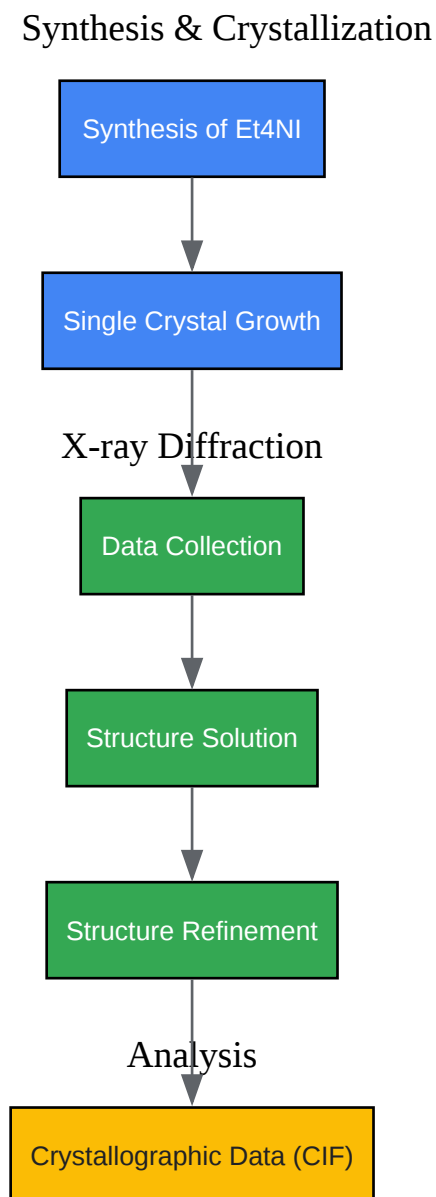 Synthesis & Crystallization
Synthesis of Et4NI
Single Crystal Growth
X-ray Diffraction
Data Collection
Structure Solution
Structure Refinement
Analysis
Crystallographic Data (CIF)